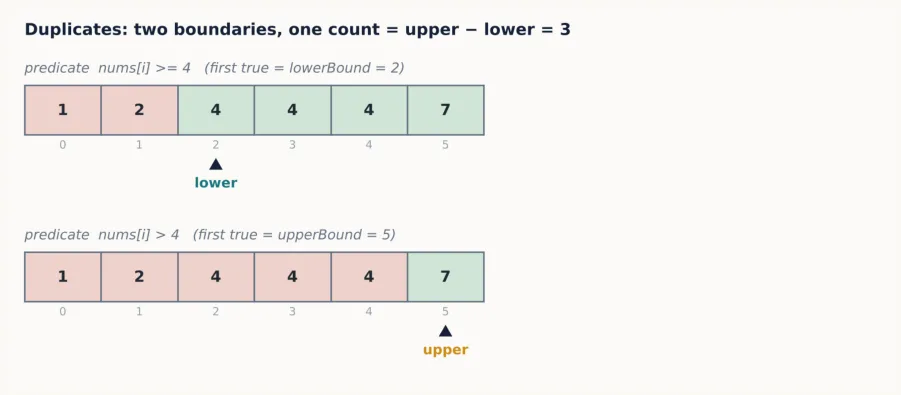 Duplicates: two boundaries, one count = upper − lower = 3
predicate  nums[i] >= 4   (first true = lowerBound = 2)
1 2 4 4 4 7
0 1 2 3 4 5
lower
predicate  nums[i] > 4   (first true = upperBound = 5)
1 2 4 4 4 7
0 1 2 3 4 5
upper